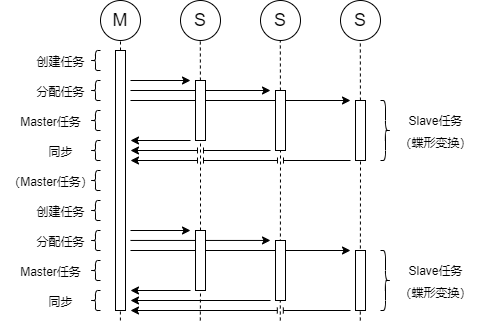 M S S S
创建任务
分配任务
Master任务
同步
(Master任务)
创建任务
分配任务
Master任务
同步
Slave任务
(蝶形变换)
Slave任务
(蝶形变换)